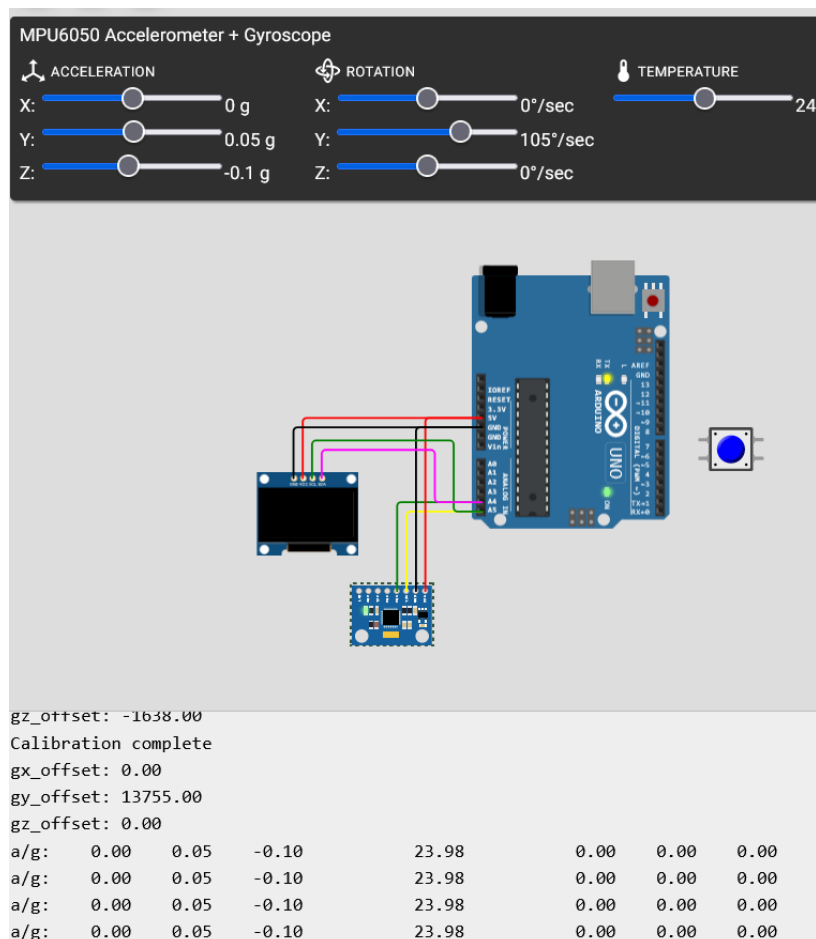 MPU6050 Accelerometer + Gyroscope
ACCELERATION
X: 0 g
Y: 0.05 g
Z: -0.1 g
ROTATION
X: 0°/sec
Y: 105°/sec
Z: 0°/sec
TEMPERATURE
24
IOREF
RESET
3.3V
5V
GND
GND
Vin
POWER
A0
A1
A2
A3
A4
A5
ANALOG IN
RX
TX
L
ARDUINO
UNO
ON
AREF
GND
13
12
~11
~10
~9
8
7
~6
~5
4
~3
2
TX→1
RX←0
DIGITAL (PWM ~)
gz_offset: -1638.00
Calibration complete
gx_offset: 0.00
gy_offset: 13755.00
gz_offset: 0.00
a/g: 0.00 0.05 -0.10 23.98 0.00 0.00 0.00
a/g: 0.00 0.05 -0.10 23.98 0.00 0.00 0.00
a/g: 0.00 0.05 -0.10 23.98 0.00 0.00 0.00
a/g: 0.00 0.05 -0.10 23.98 0.00 0.00 0.00